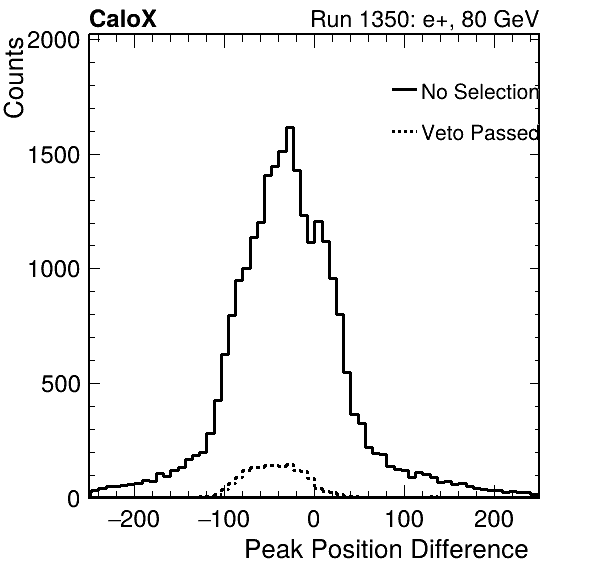 CaloX Run 1350: e+, 80 GeV
Counts
2000
1500
1000
500
0
No Selection
Veto Passed
−200 −100 0 100 200
Peak Position Difference